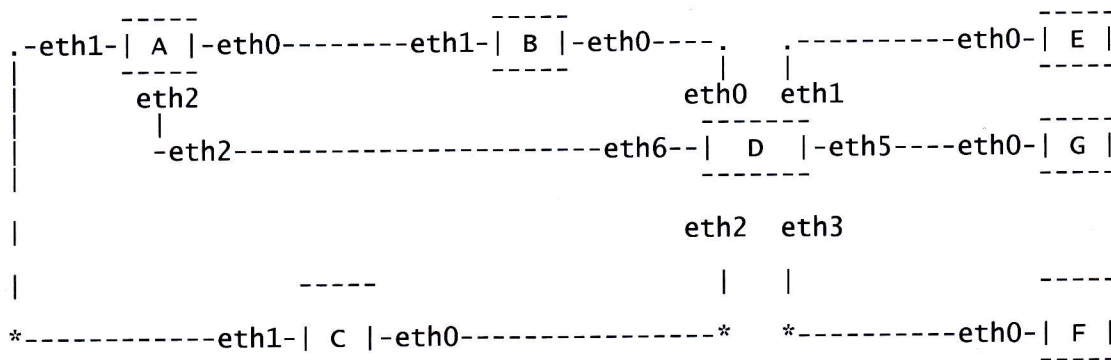 -----                         -----                               -----
.-eth1-| A |-eth0--------eth1-| B |-eth0----.   .----------eth0-| E |
|      -----                  -----         |   |               -----
|       eth2                              eth0 eth1
|        |                                 -------              -----
|        -eth2----------------------eth6--| D |-eth5----eth0-| G |
|                                          -------              -----
|                                         eth2 eth3
|               -----                       |   |               -----
*-----------eth1-| C |-eth0---------------*   *----------eth0-| F |
                                                                -----